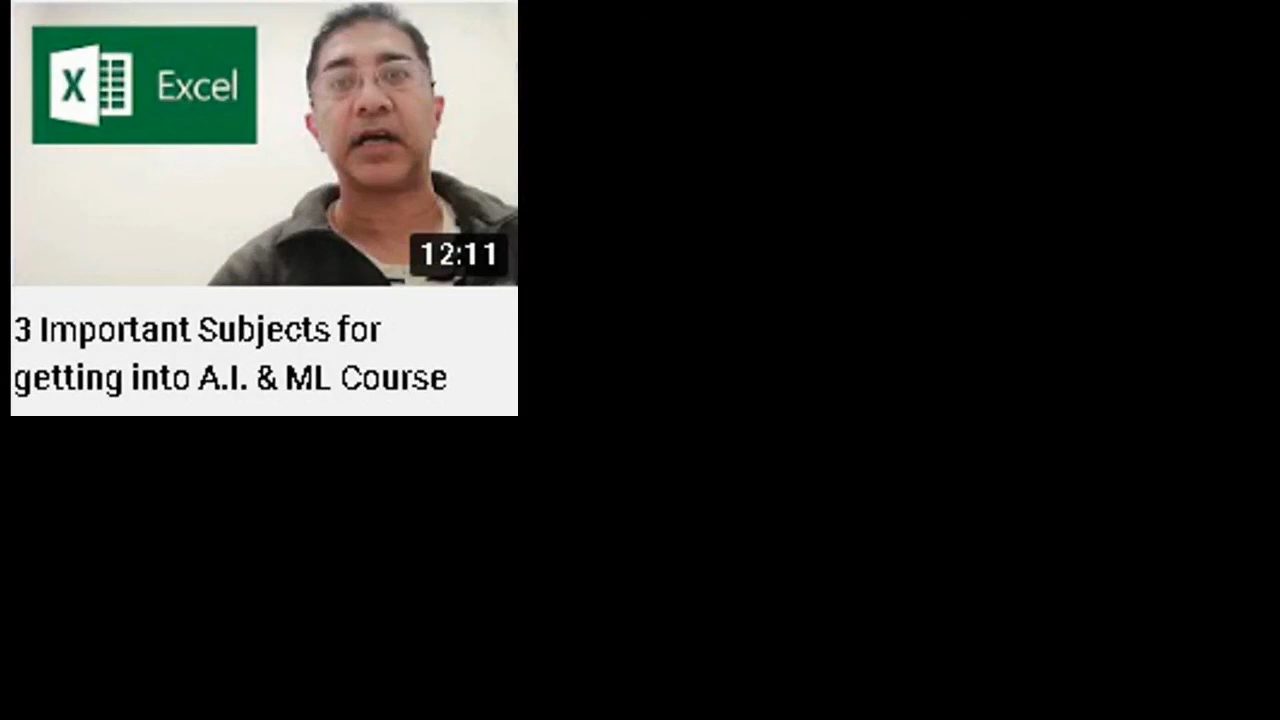 X Excel
12:11
3 Important Subjects for
getting into A.I. & ML Course